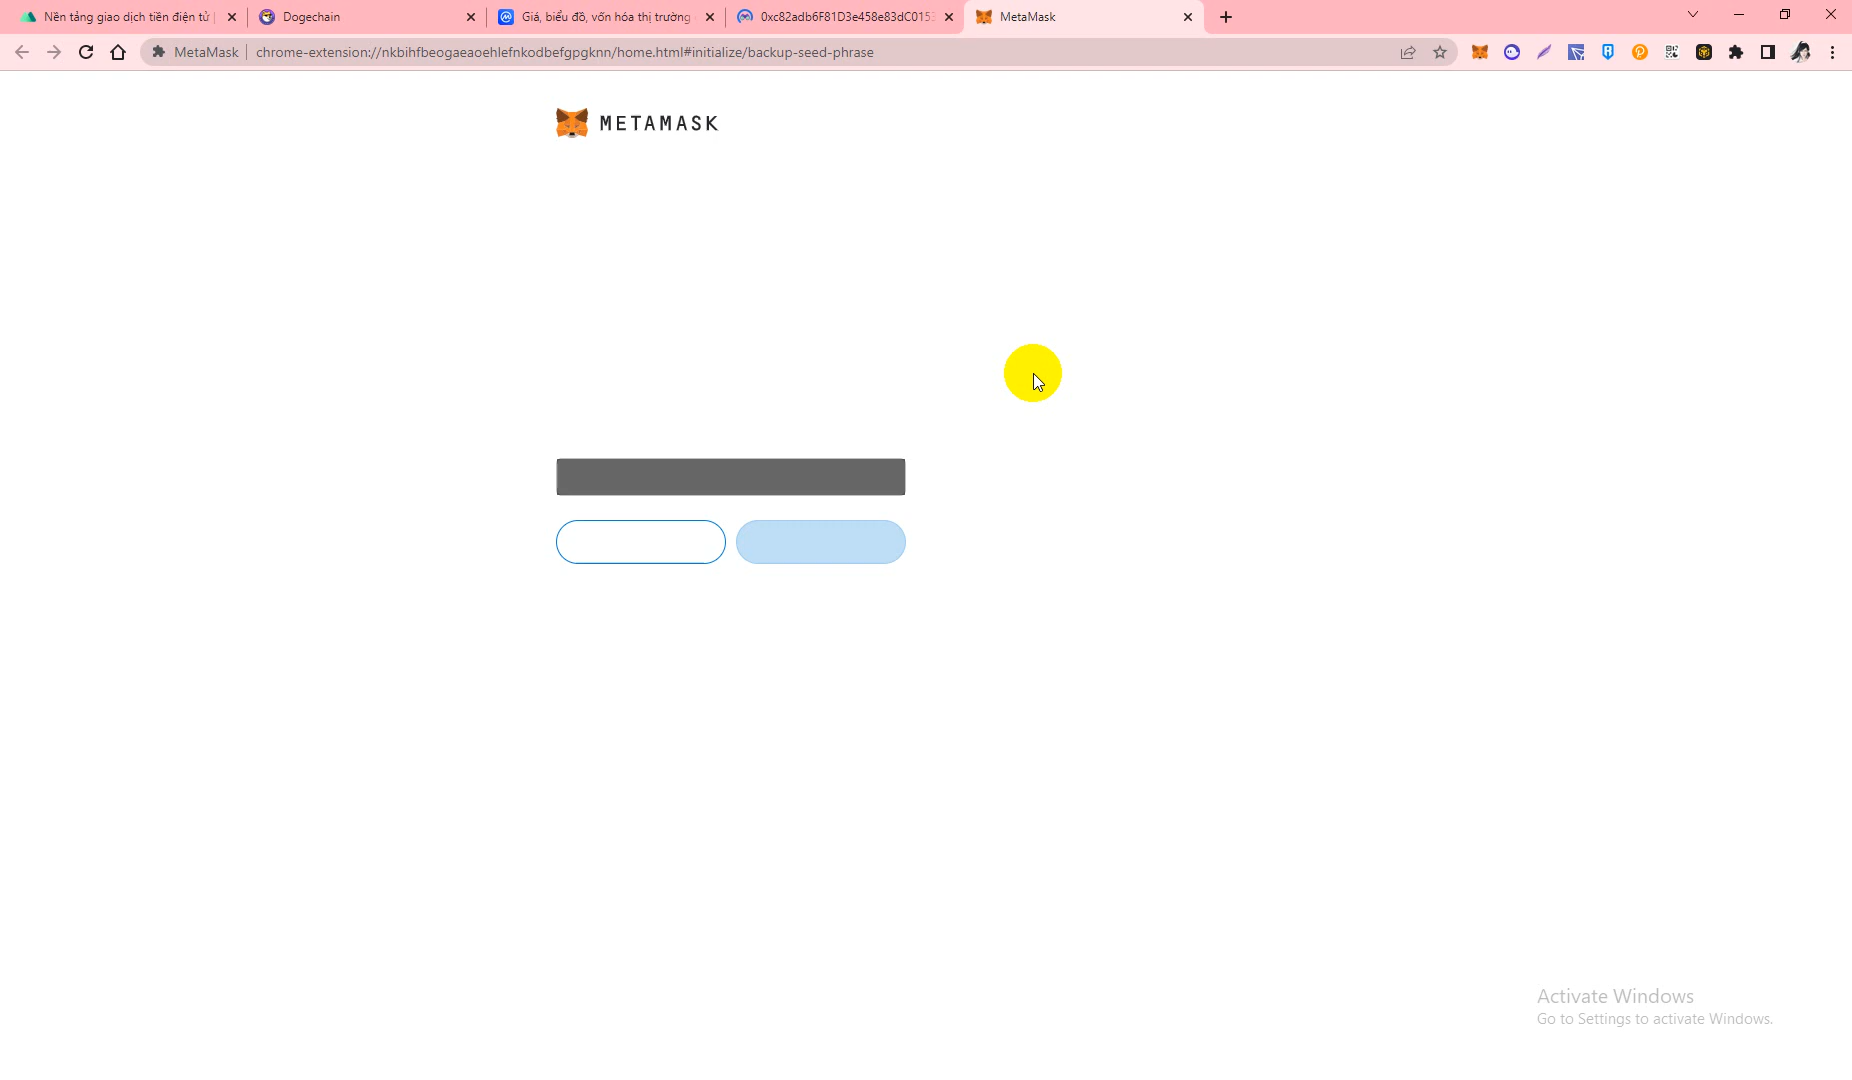 Nền tảng giao dịch tiền điện tử
Dogechain
Giá, biểu đồ, vốn hóa thị trường
0xc82adb6F81D3e458e83dC015
MetaMask
MetaMask
chrome-extension://nkbihfbeogaeaoehlefnkodbefgpgknn/home.html#initialize/backup-seed-phrase
METAMASK
Activate Windows
Go to Settings to activate Windows.